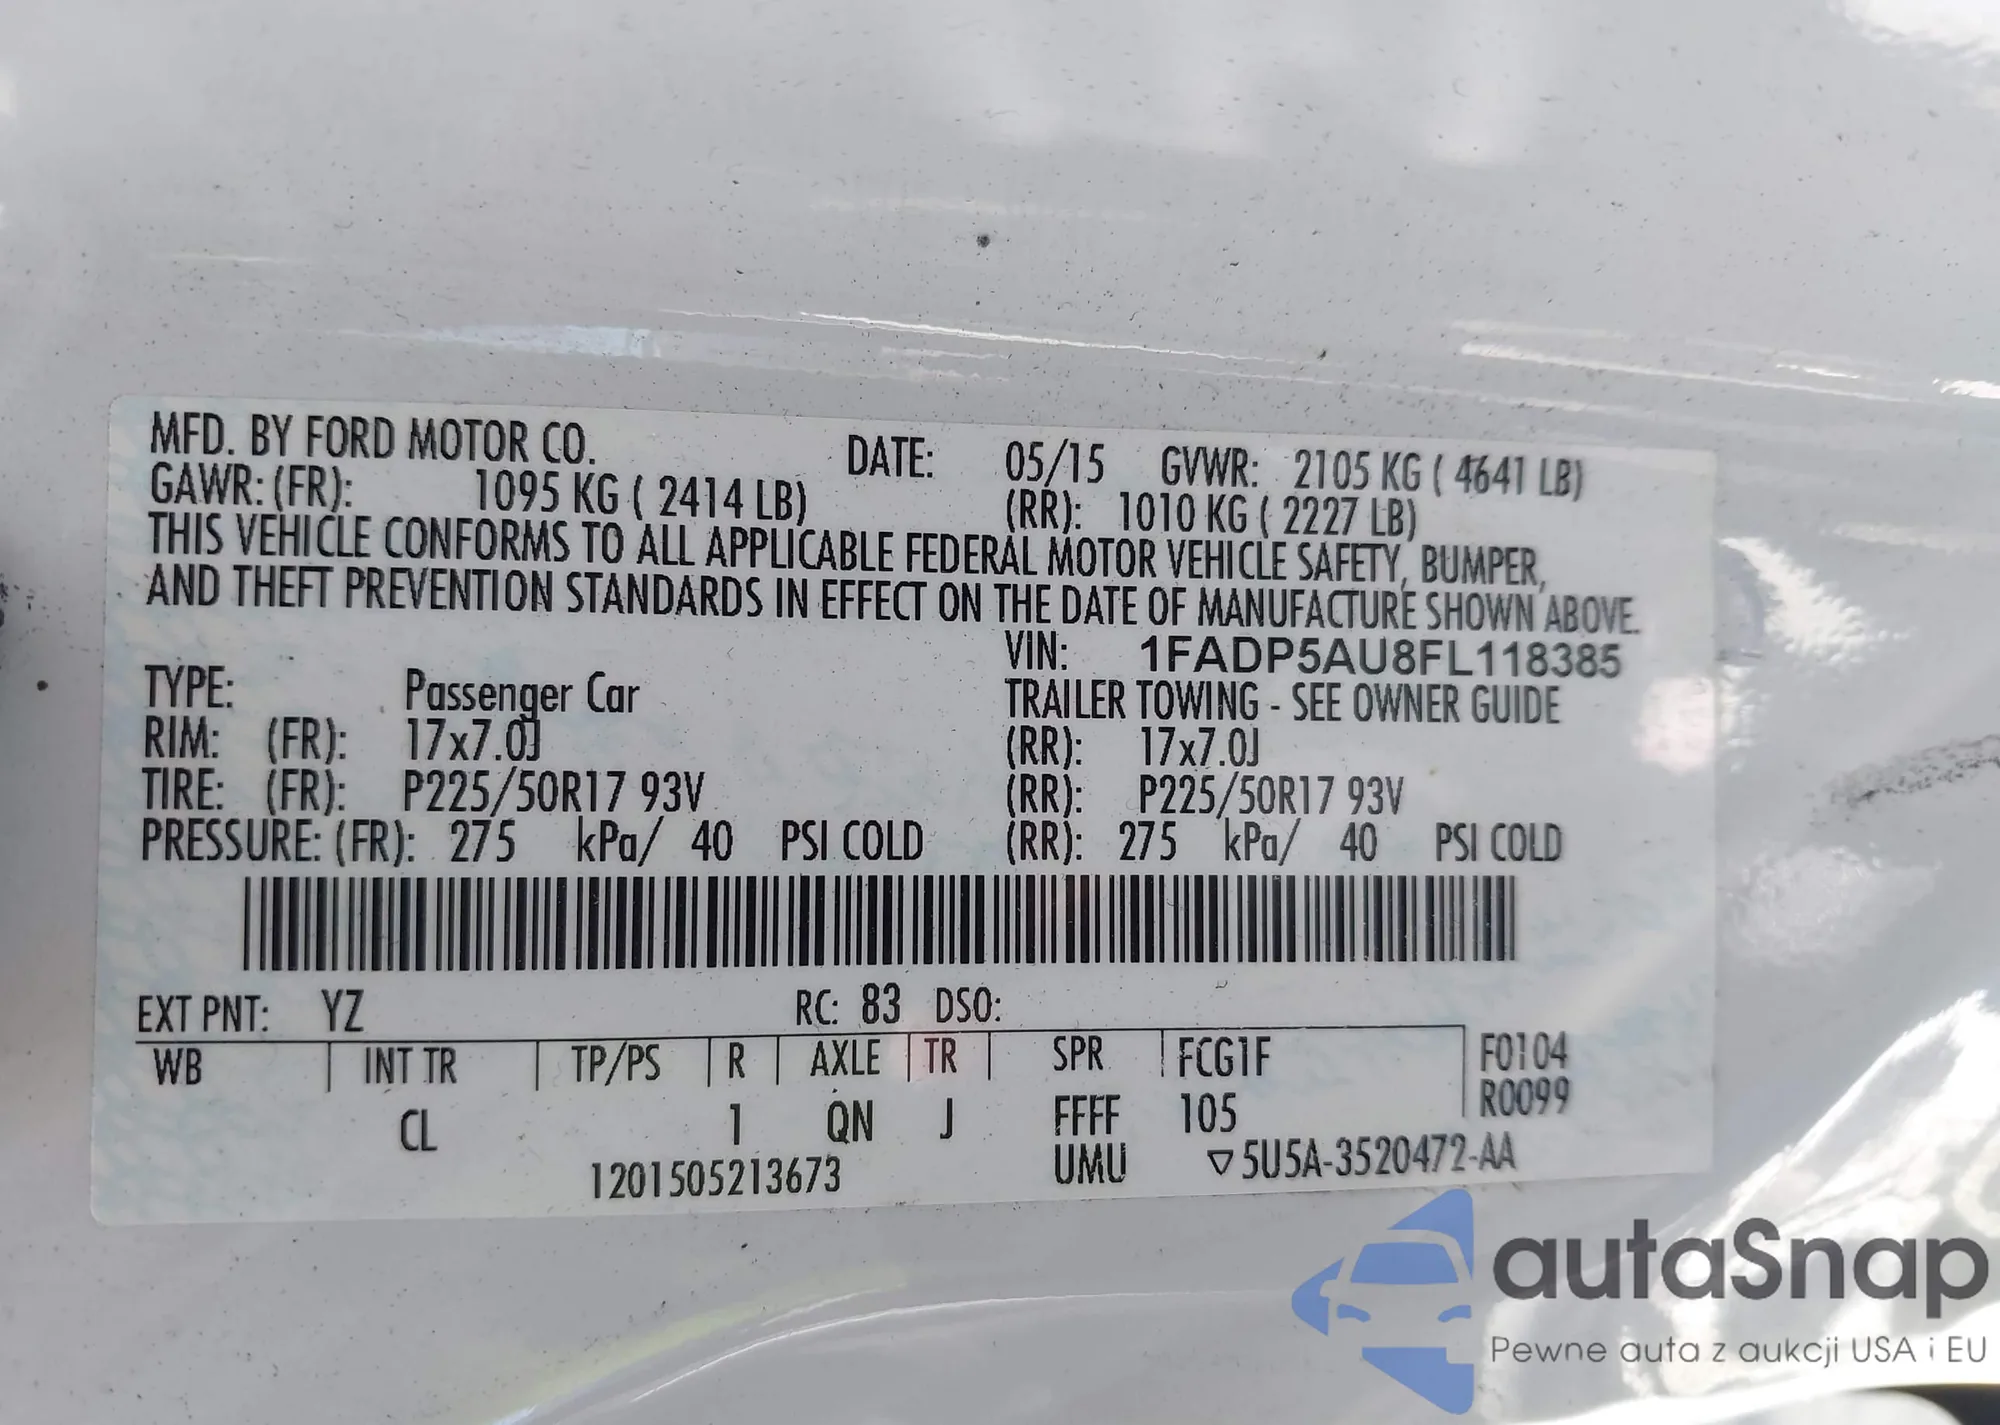 MFD. BY FORD MOTOR CO. DATE: 05/15 GVWR: 2105 KG ( 4641 LB)
GAWR: (FR): 1095 KG ( 2414 LB) (RR): 1010 KG ( 2227 LB)
THIS VEHICLE CONFORMS TO ALL APPLICABLE FEDERAL MOTOR VEHICLE SAFETY, BUMPER,
AND THEFT PREVENTION STANDARDS IN EFFECT ON THE DATE OF MANUFACTURE SHOWN ABOVE.
VIN: 1FADP5AU8FL118385
TYPE: Passenger Car TRAILER TOWING - SEE OWNER GUIDE
RIM: (FR): 17x7.0J (RR): 17x7.0J
TIRE: (FR): P225/50R17 93V (RR): P225/50R17 93V
PRESSURE: (FR): 275 kPa/ 40 PSI COLD (RR): 275 kPa/ 40 PSI COLD
EXT PNT: YZ RC: 83 DSO:
WB INT TR TP/PS R AXLE TR SPR FCG1F F0104
R0099
CL 1 QN J FFFF 105
1201505213673 UMU ▽5U5A-3520472-AA
autaSnap
Pewne auta z aukcji USA i EU